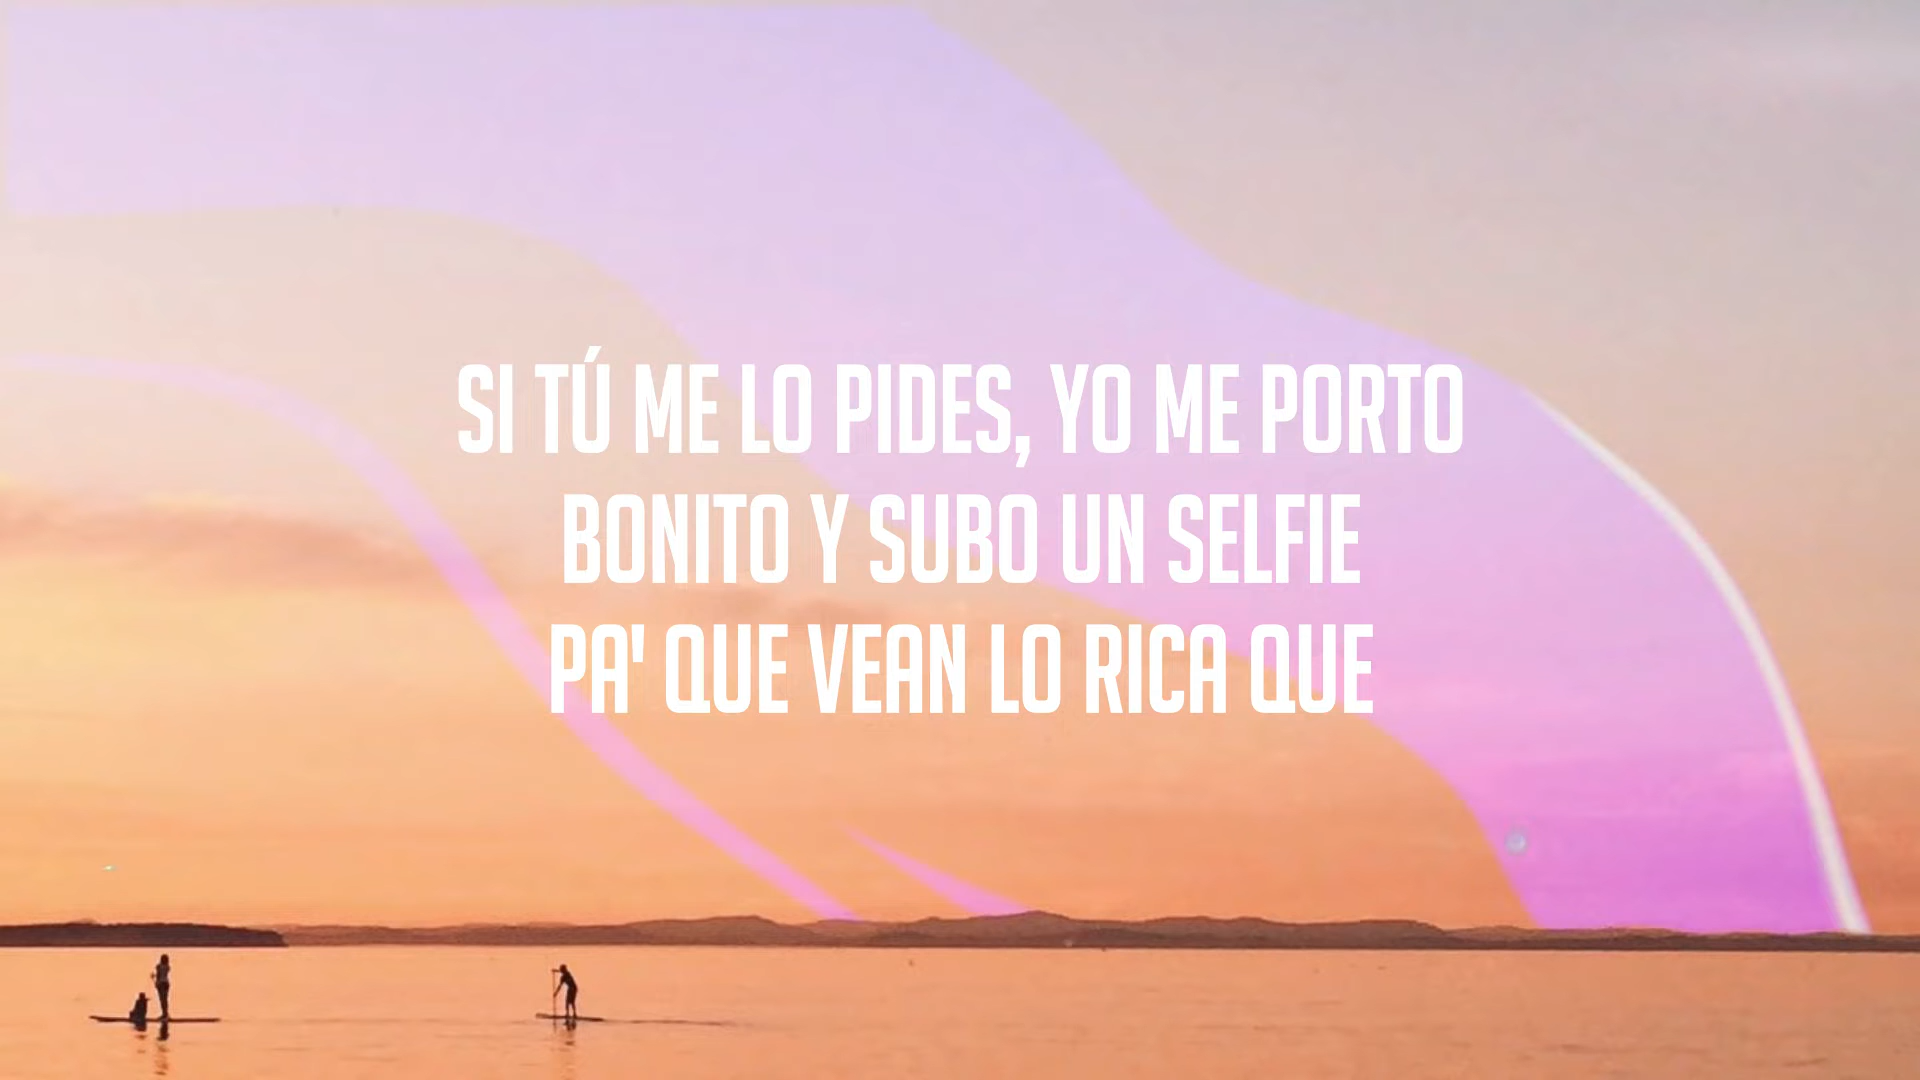 SI TÚ ME LO PIDES, YO ME PORTO
BONITO Y SUBO UN SELFIE
PA' QUE VEAN LO RICA QUE